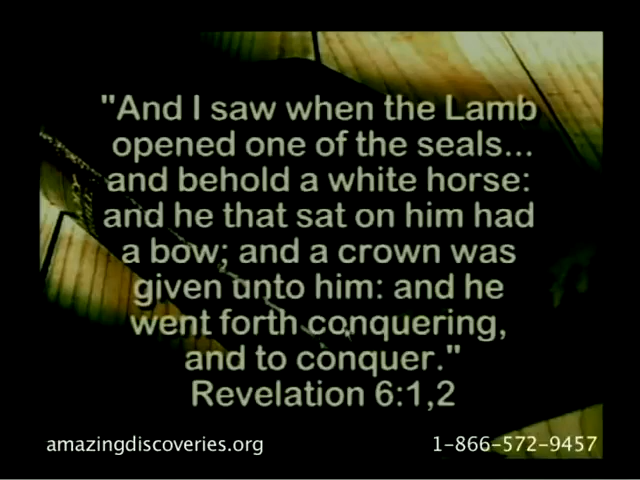 "And I saw when the Lamb
opened one of the seals...
and behold a white horse:
and he that sat on him had
a bow; and a crown was
given unto him: and he
went forth conquering,
and to conquer."
Revelation 6:1,2
amazingdiscoveries.org 1-866-572-9457